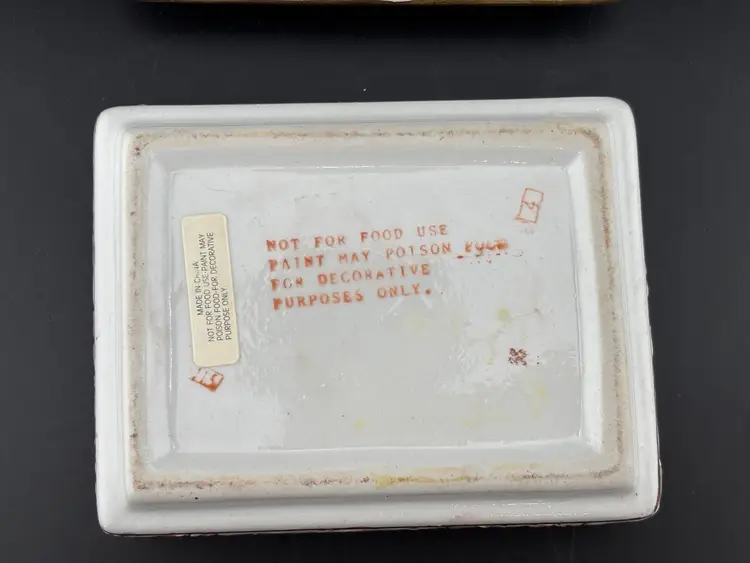 NOT FOR FOOD USE
PAINT MAY POISON FOOD
FOR DECORATIVE
PURPOSES ONLY.
MADE IN CHINA
NOT FOR FOOD USE-PAINT MAY
POISON FOOD-FOR DECORATIVE
PURPOSE ONLY